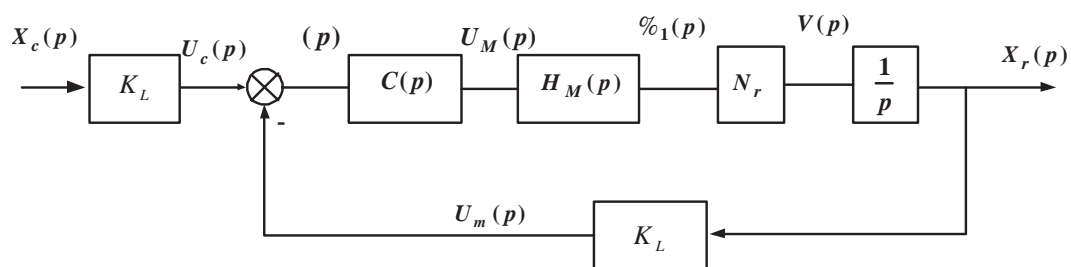 X_c(p)
U_c(p)
(p)
U_M(p)
%_1(p)
V(p)
X_r(p)
K_L
C(p)
H_M(p)
N_r
1/p
-
U_m(p)
K_L